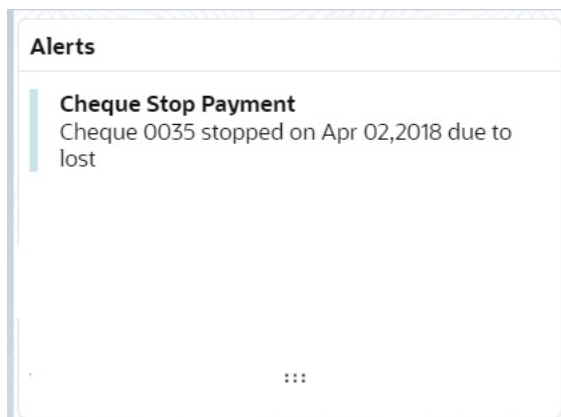 Alerts
Cheque Stop Payment
Cheque 0035 stopped on Apr 02,2018 due to
lost